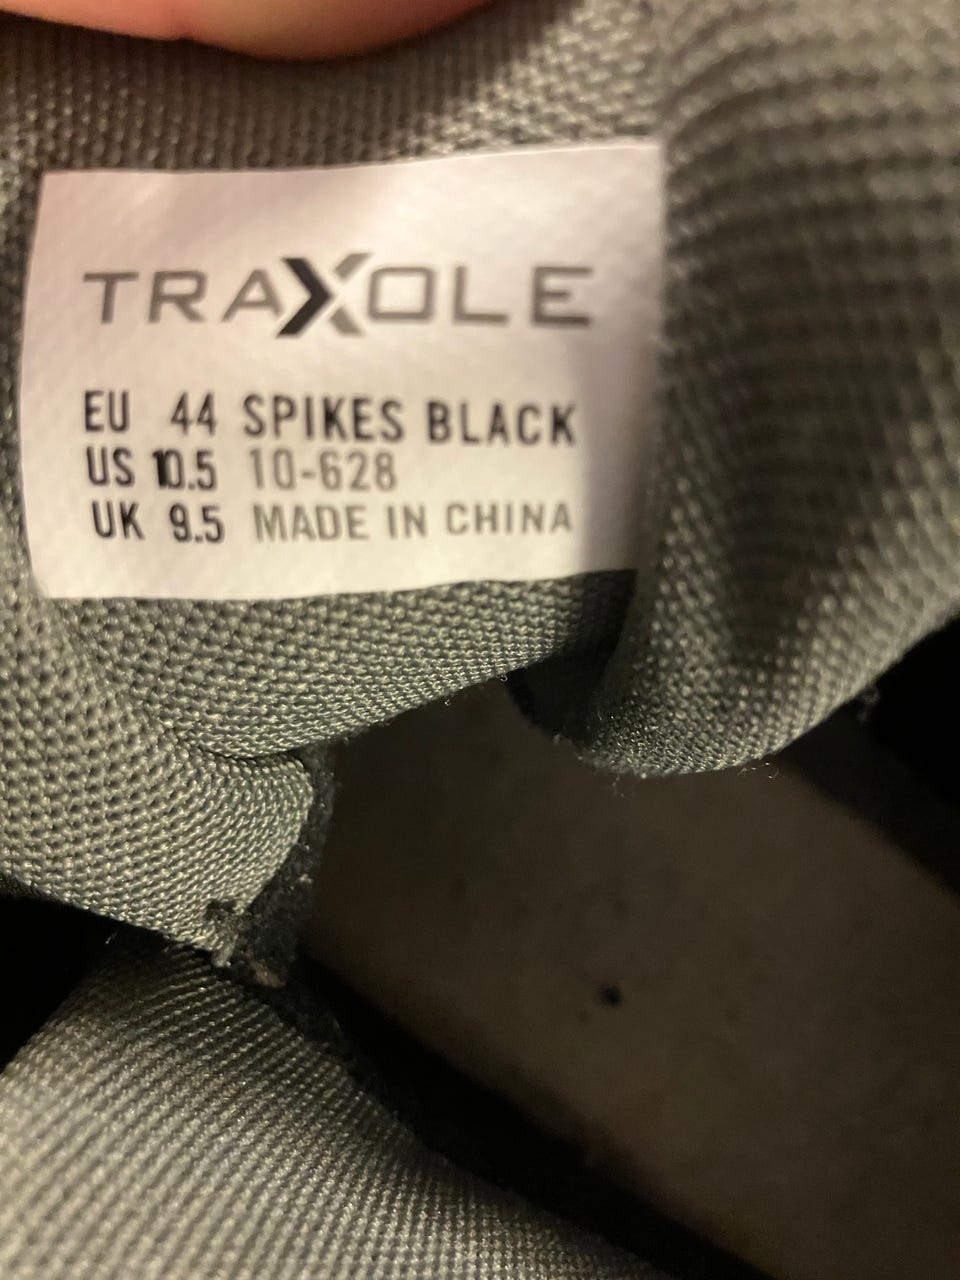 TRAXOLE
EU 44 SPIKES BLACK
US 10.5 10-628
UK 9.5 MADE IN CHINA